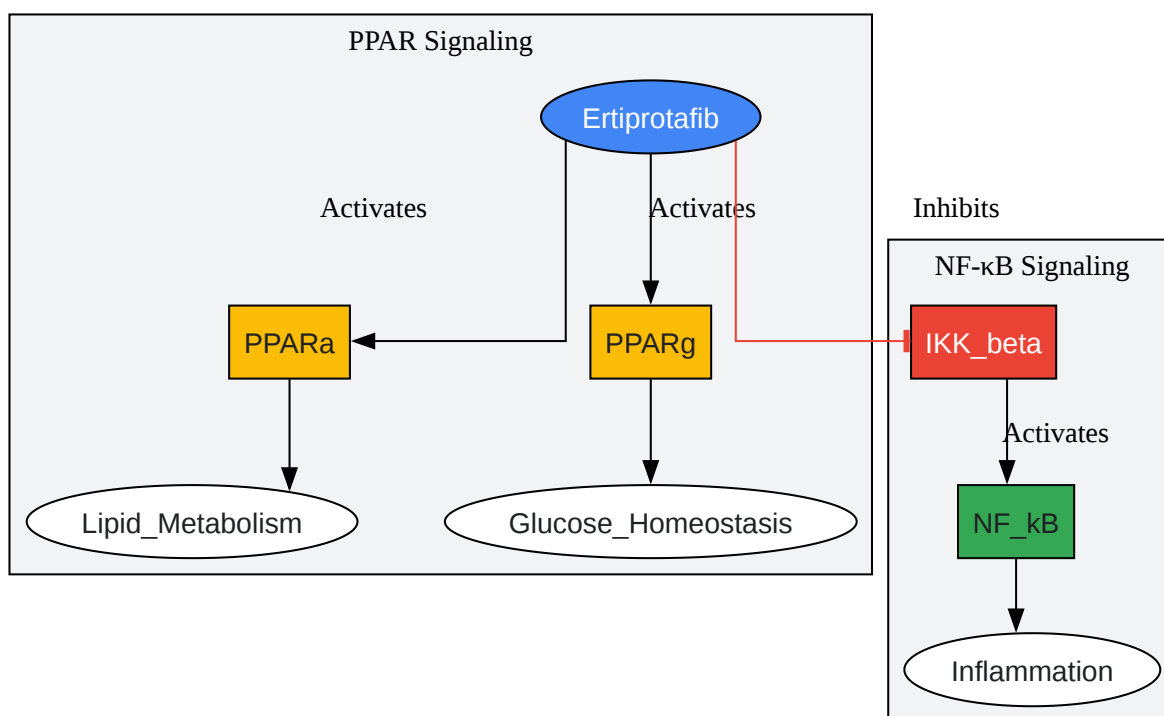 PPAR Signaling
Ertiprotafib
Activates
Activates
Inhibits
NF-κB Signaling
PPARa
PPARg
IKK_beta
Activates
Lipid_Metabolism
Glucose_Homeostasis
NF_kB
Inflammation